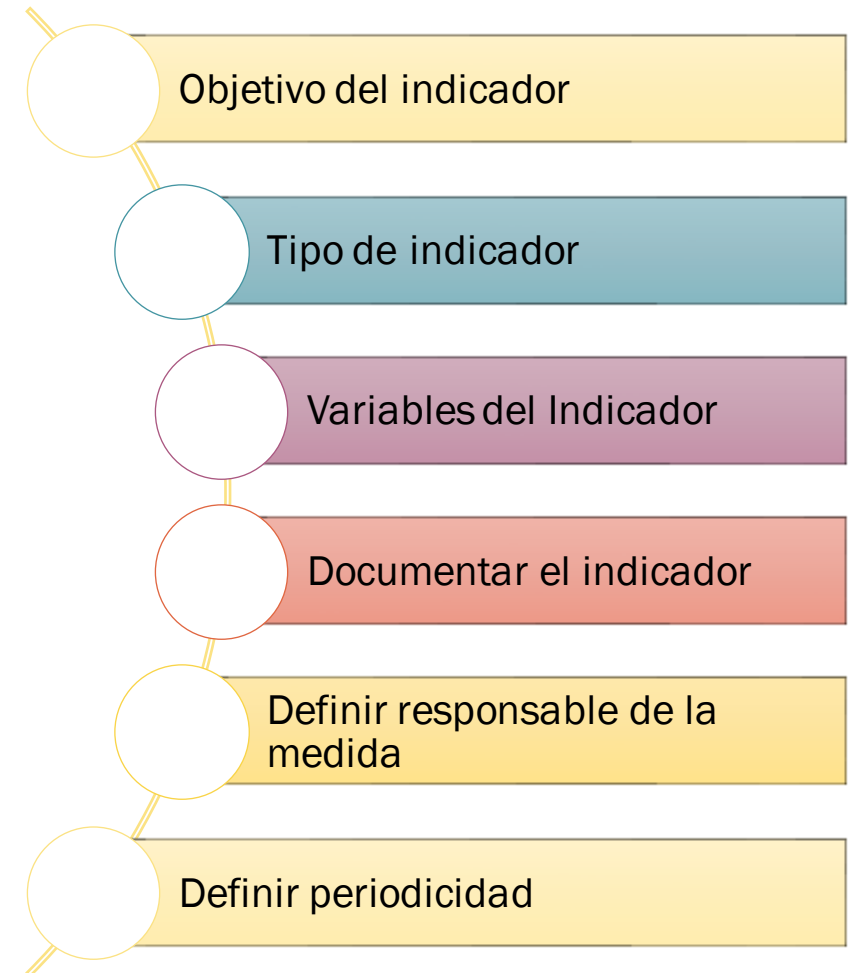 Objetivo del indicador
Tipo de indicador
Variables del Indicador
Documentar el indicador
Definir responsable de la
medida
Definir periodicidad